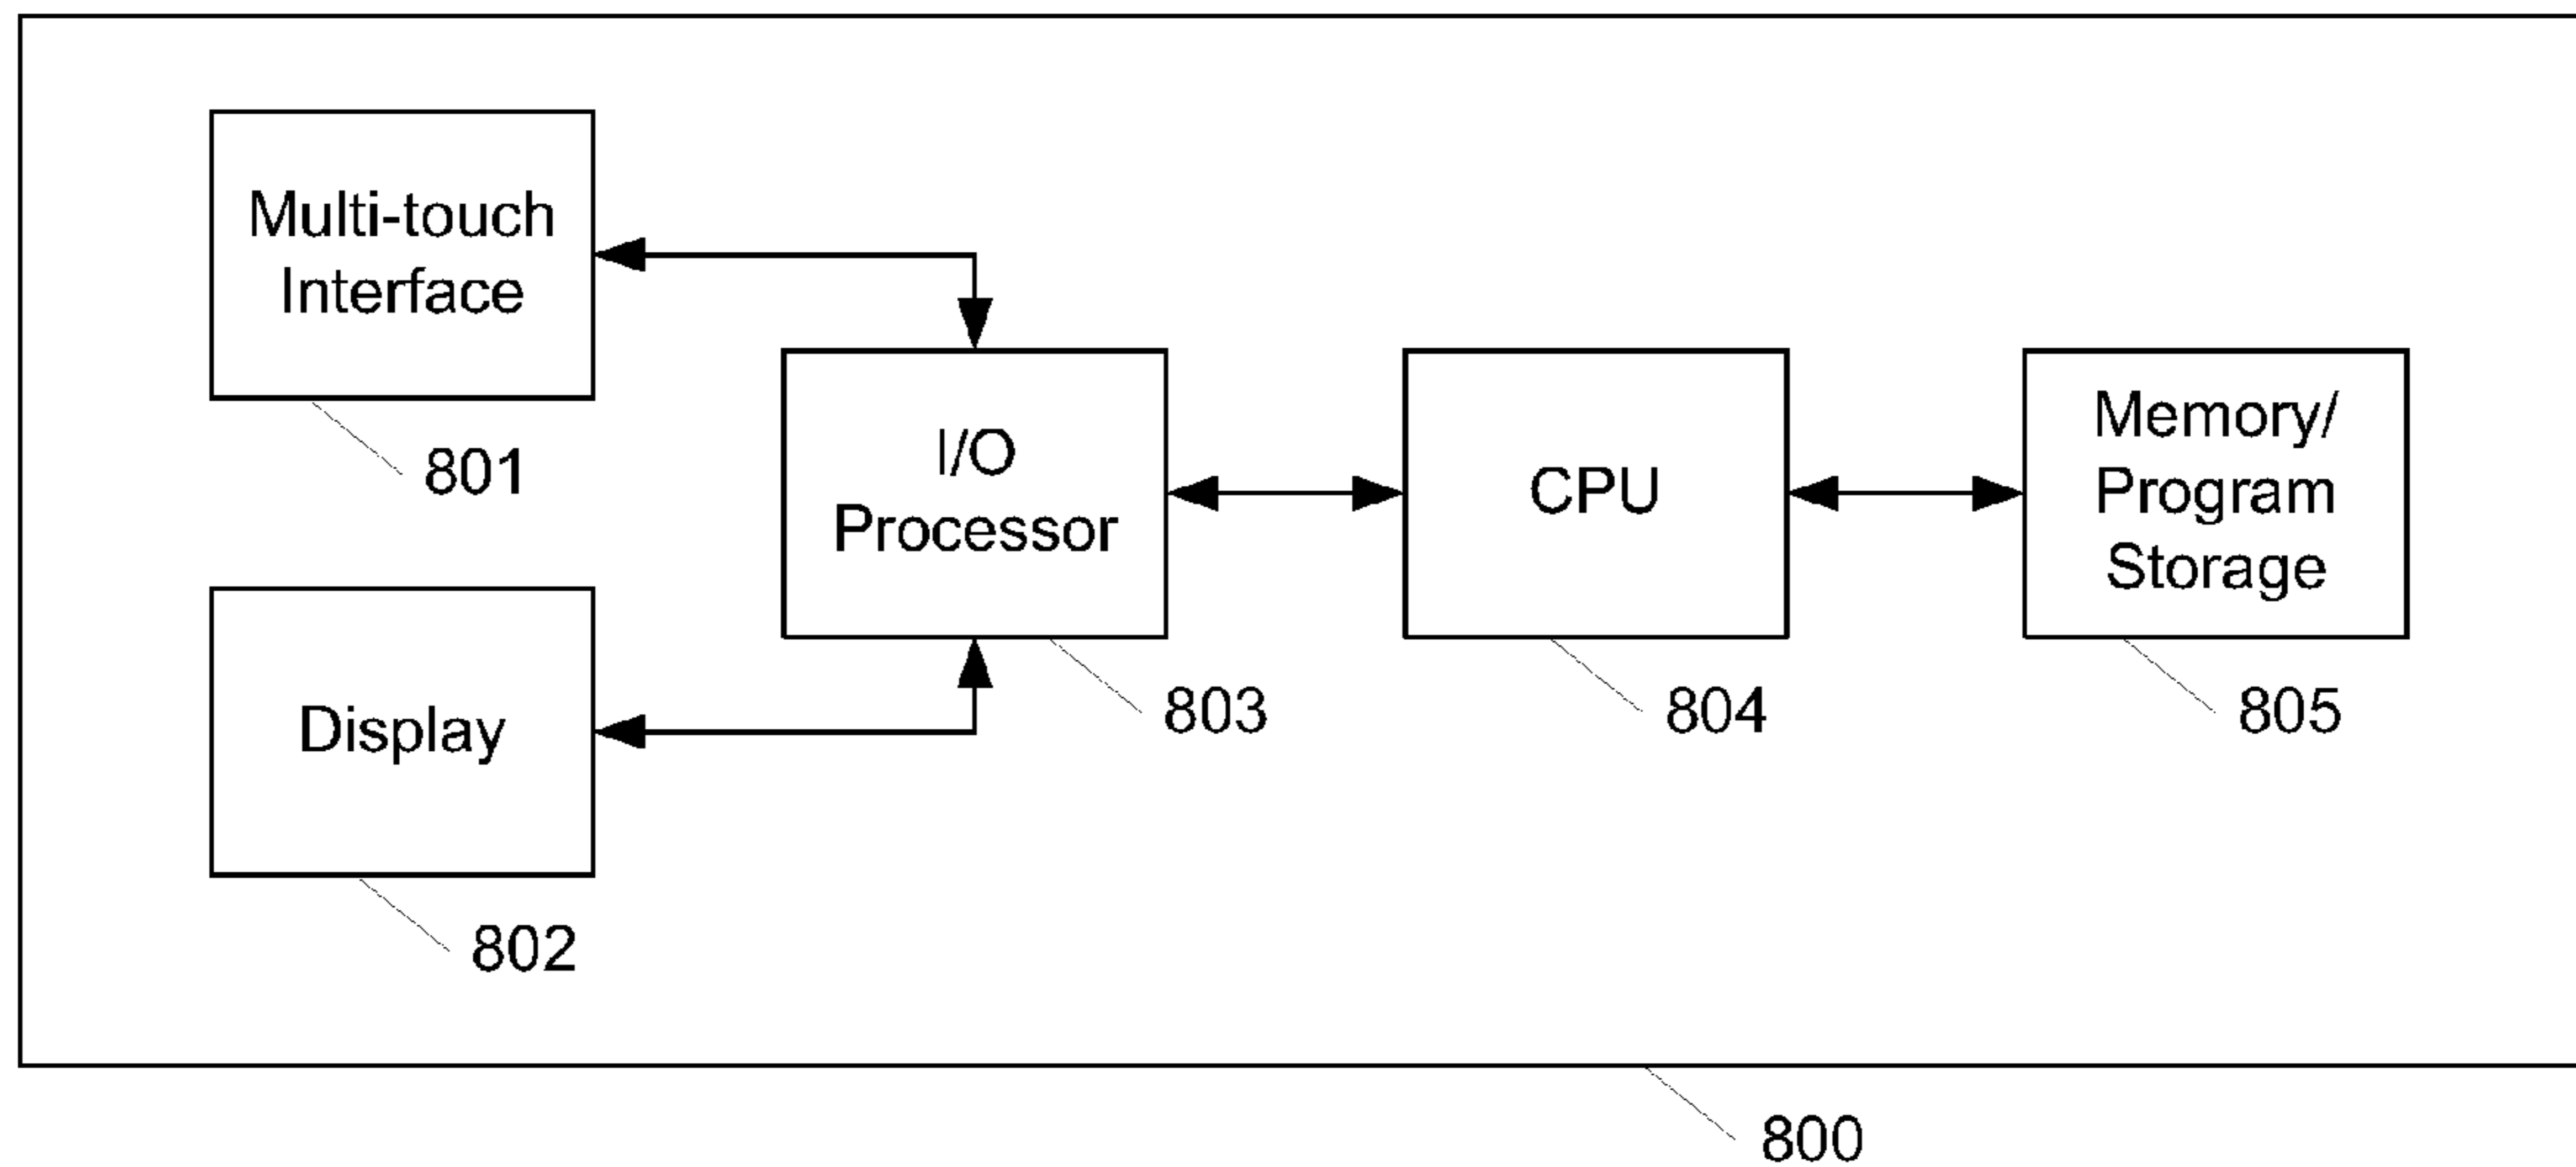 Multi-touch
Interface
801
I/O
Processor
803
CPU
804
Memory/
Program
Storage
805
Display
802
800